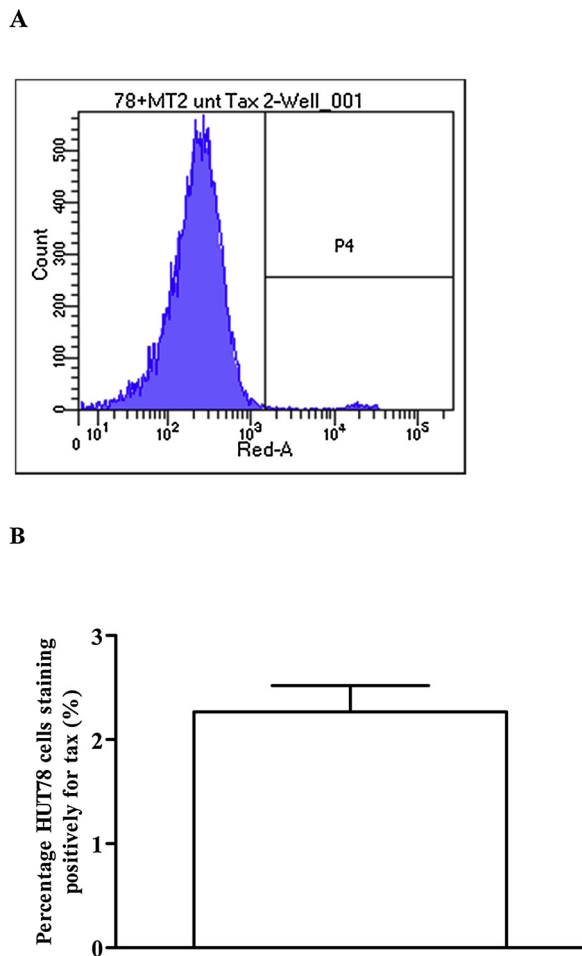 A
78+MT2 unt Tax 2-Well_001
500
400
300
200
100
0
Count
P4
0 10¹ 10² 10³ 10⁴ 10⁵
Red-A
B
3
2
1
0
Percentage HUT78 cells staining
positively for tax (%)